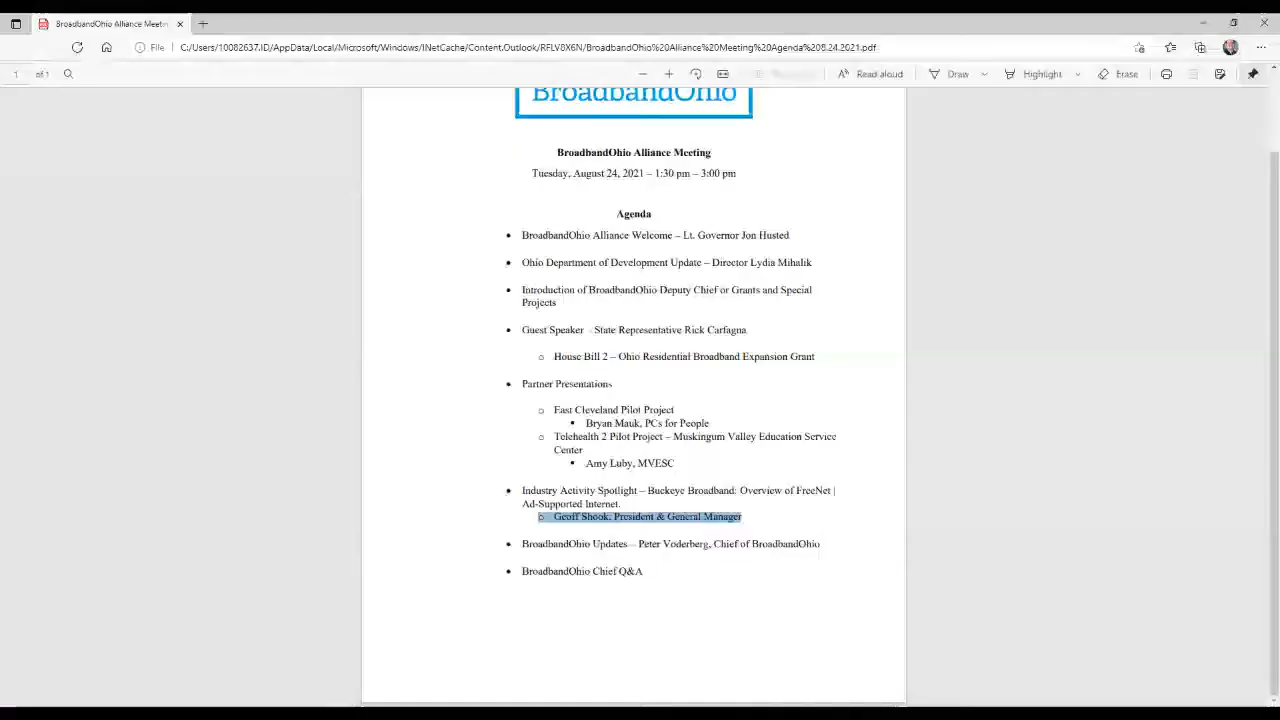 BroadbandOhio Alliance Meetin
File
C:/Users/10082637.ID/AppData/Local/Microsoft/Windows/INetCache/Content.Outlook/RFLV8X6N/BroadbandOhio%20Alliance%20Meeting%20Agenda%208.24.2021.pdf
1 of 1
Read aloud
Draw
Highlight
Erase
BroadbandOhio
BroadbandOhio Alliance Meeting
Tuesday, August 24, 2021 – 1:30 pm – 3:00 pm
Agenda
• BroadbandOhio Alliance Welcome – Lt. Governor Jon Husted
• Ohio Department of Development Update – Director Lydia Mihalik
• Introduction of BroadbandOhio Deputy Chief or Grants and Special
Projects
• Guest Speaker – State Representative Rick Carfagna
o House Bill 2 – Ohio Residential Broadband Expansion Grant
• Partner Presentations
o East Cleveland Pilot Project
▪ Bryan Mauk, PCs for People
o Telehealth 2 Pilot Project – Muskingum Valley Education Service
Center
▪ Amy Luby, MVESC
• Industry Activity Spotlight – Buckeye Broadband: Overview of FreeNet |
Ad-Supported Internet.
o Geoff Shook, President & General Manager
• BroadbandOhio Updates – Peter Voderberg, Chief of BroadbandOhio
• BroadbandOhio Chief Q&A